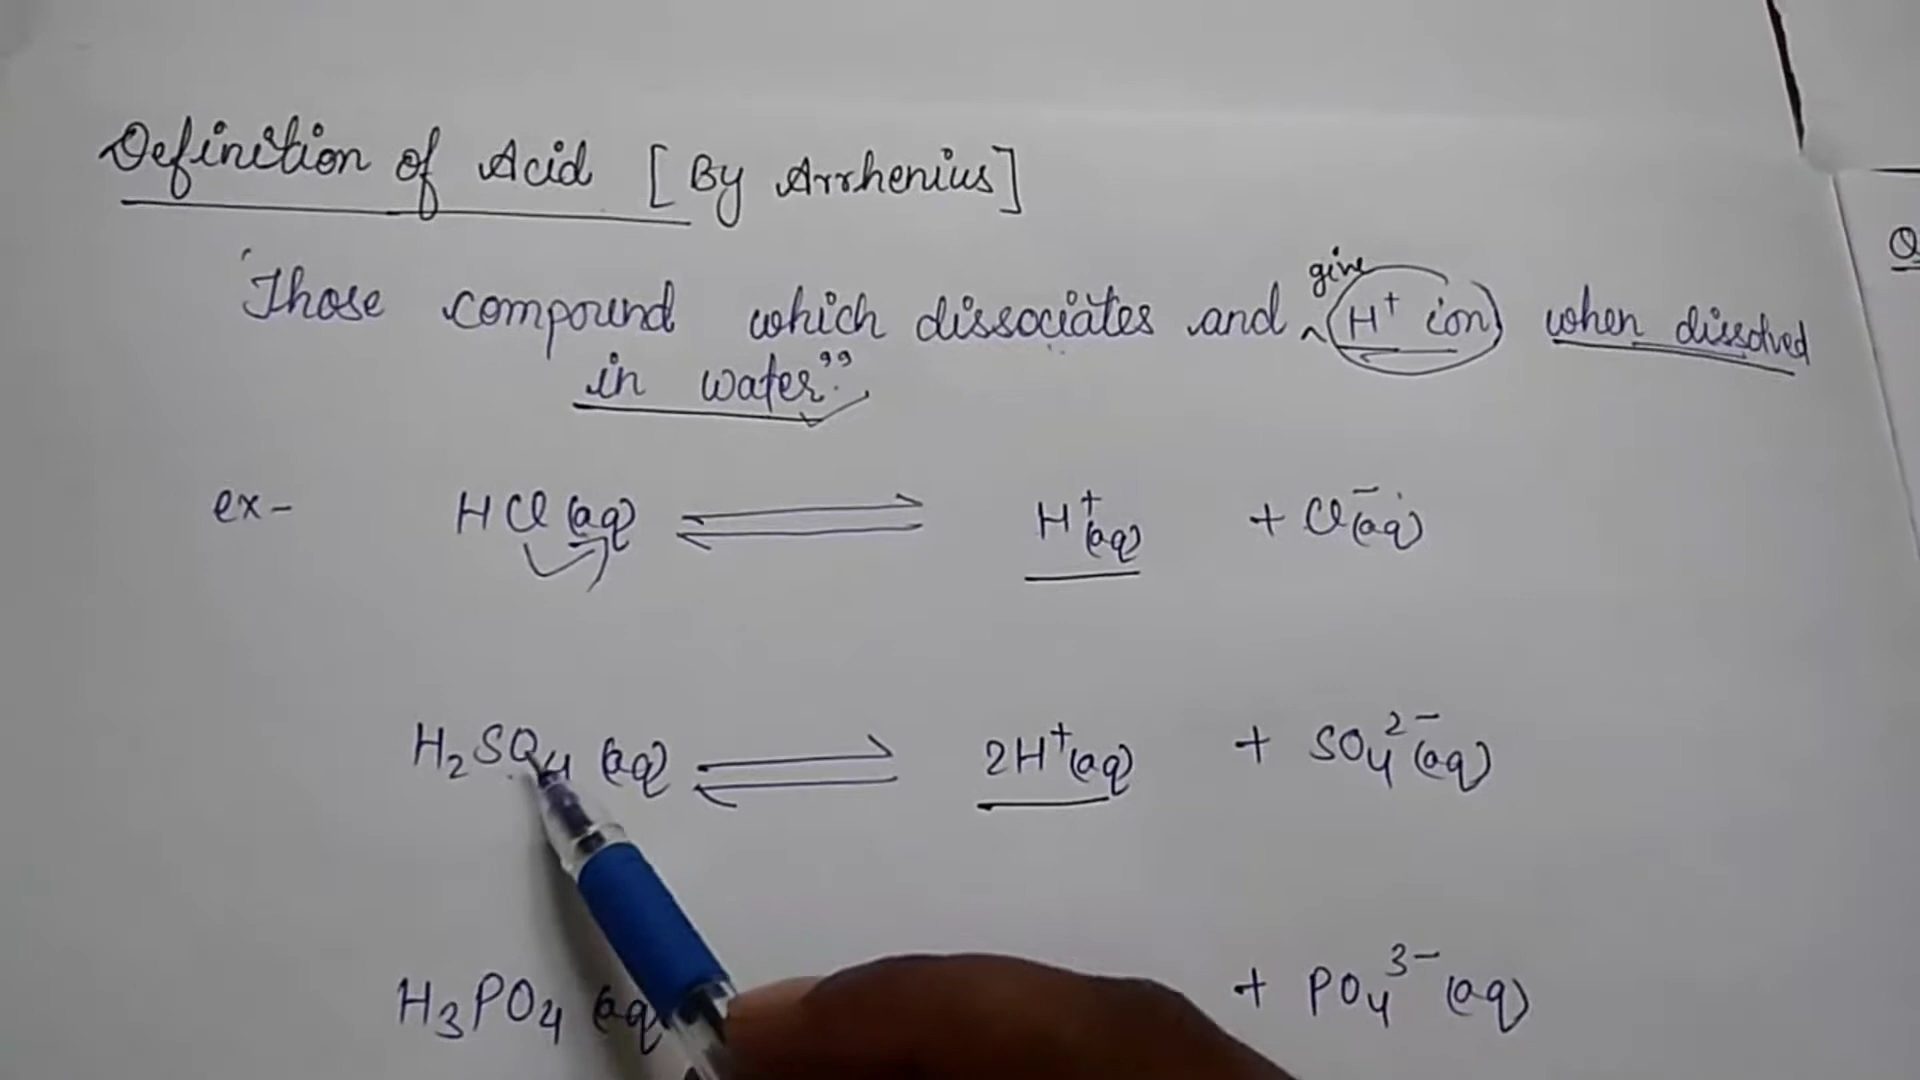 Definition of Acid [By Arrhenius]
give
'Those compound which dissociates and ^ H⁺ ion when dissolved
in water”.
ex- HCl (aq) ⇌ H⁺(aq) + Cl⁻(aq)
H₂SO₄ (aq) ⇌ 2H⁺(aq) + SO₄²⁻(aq)
H₃PO₄ (aq + PO₄³⁻ (aq)
Q